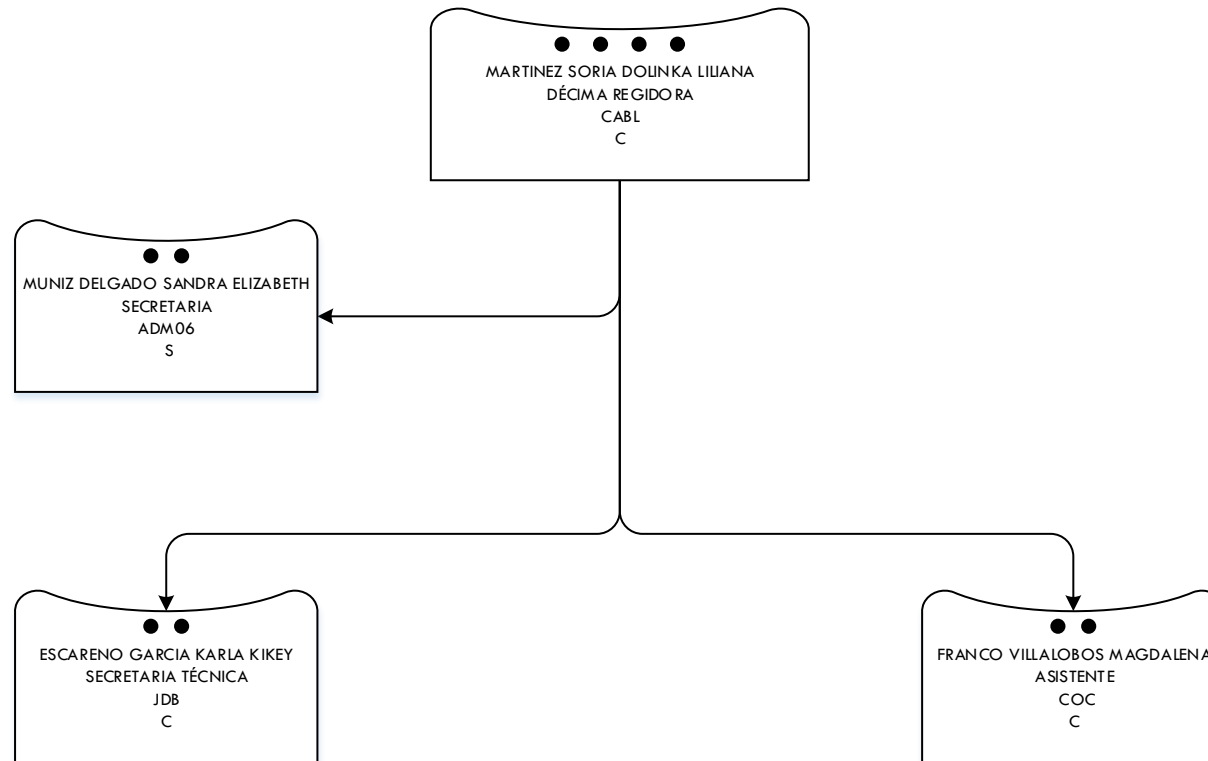 MARTINEZ SORIA DOLINKA LILIANA
DÉCIMA REGIDORA
CABL
C
MUNIZ DELGADO SANDRA ELIZABETH
SECRETARIA
ADM06
S
ESCARENO GARCIA KARLA KIKEY
SECRETARIA TÉCNICA
JDB
C
FRANCO VILLALOBOS MAGDALENA
ASISTENTE
COC
C